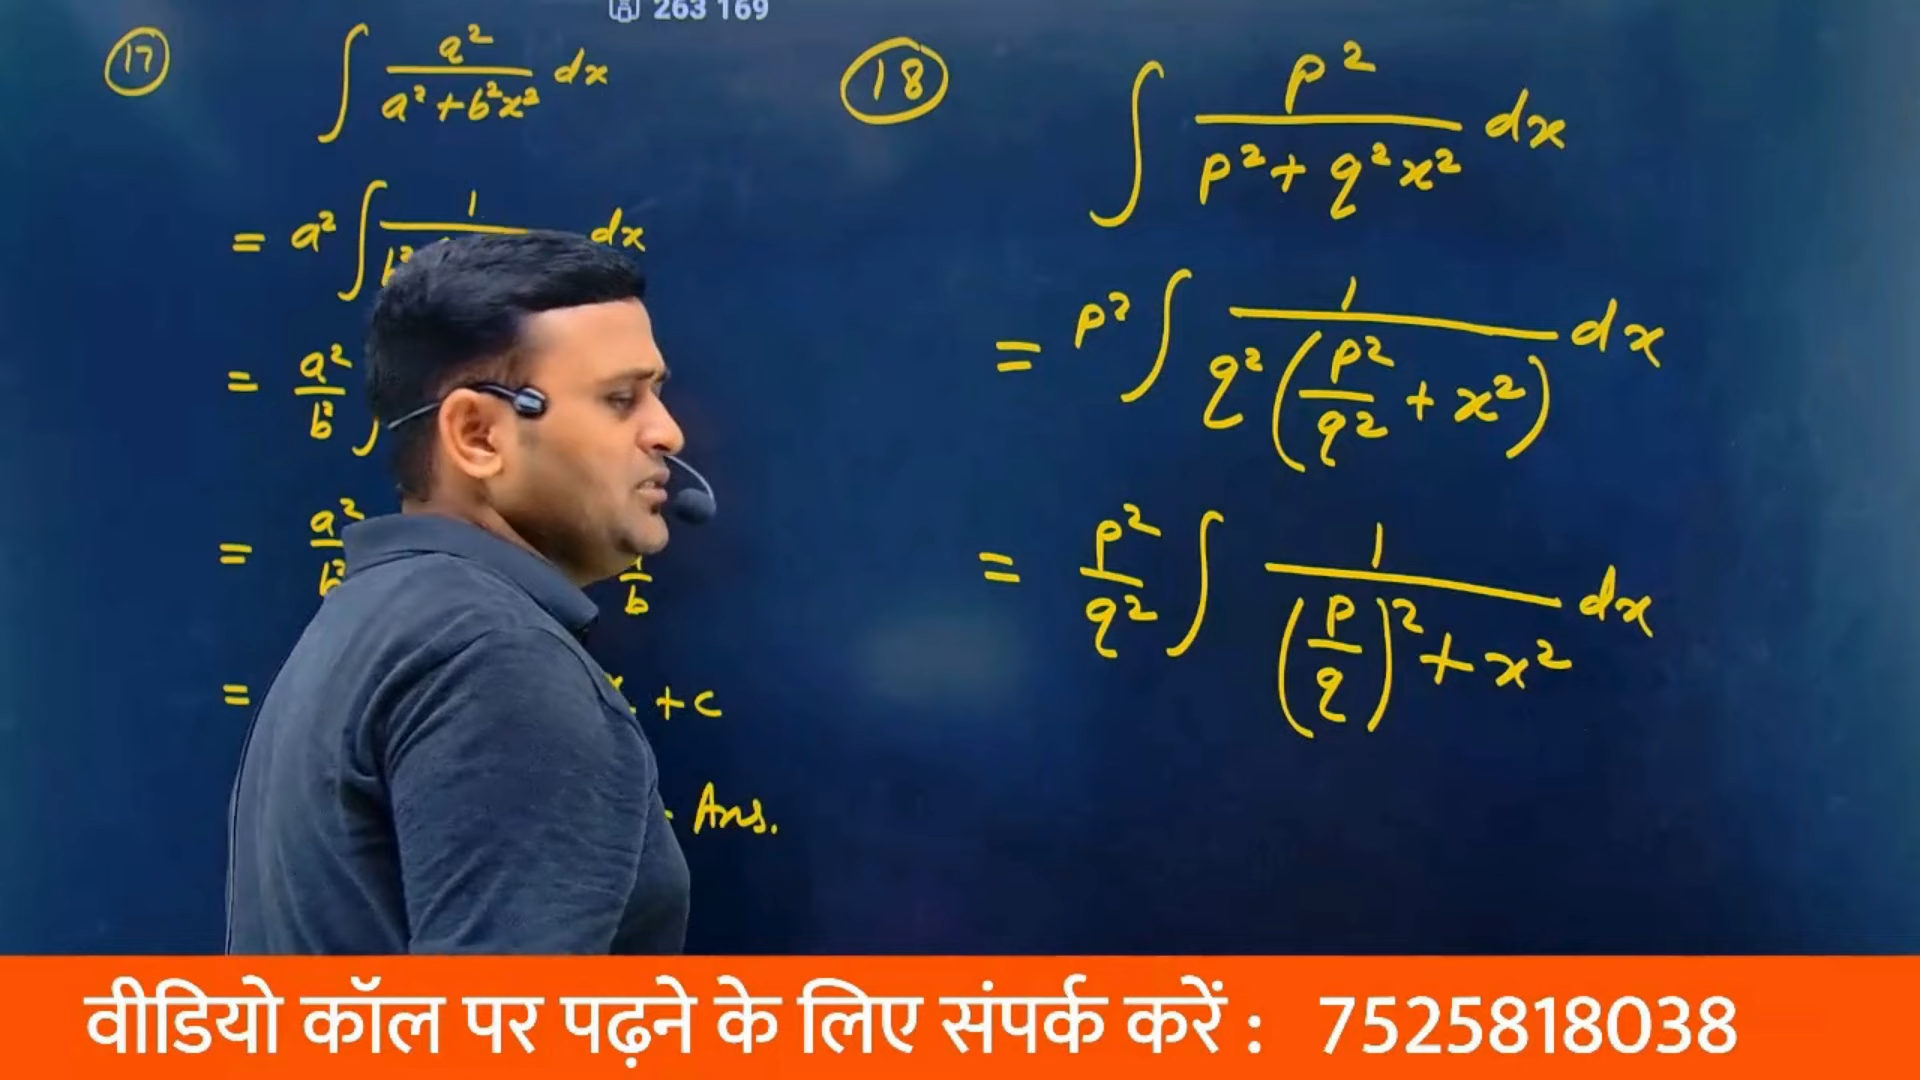 263 169
17
∫ a²/(a²+b²x²) dx
= a² ∫ 1/ dx
= a²/b² ∫
= a²
b
= + c
Ans.
18
∫ p²/(p²+q²x²) dx
= p² ∫ 1/(q²(p²/q² + x²)) dx
= p²/q² ∫ 1/((p/q)² + x²) dx
वीडियो कॉल पर पढ़ने के लिए संपर्क करें : 7525818038